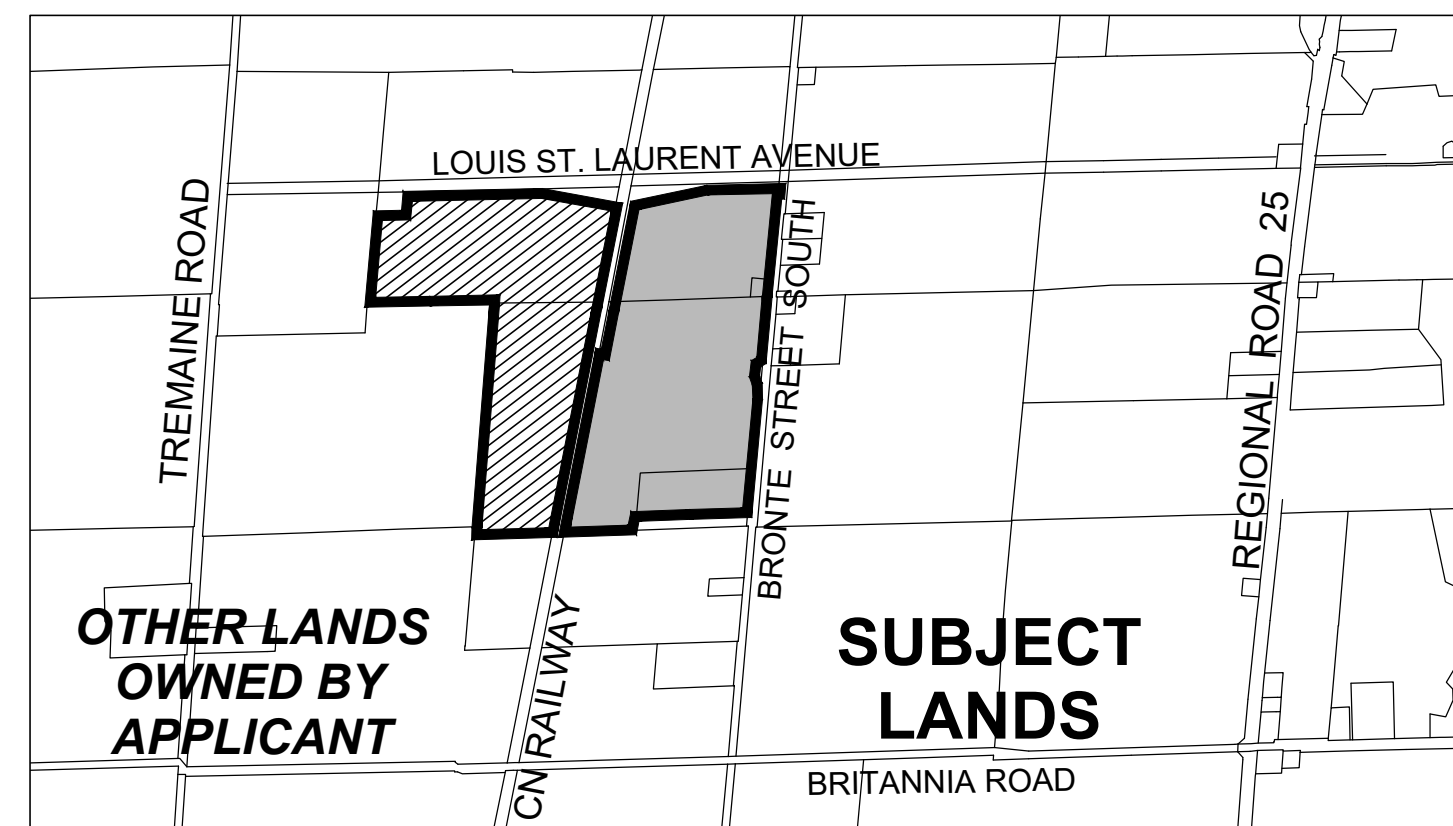 LOUIS ST. LAURENT AVENUE
TREMAINE ROAD
BRONTE STREET SOUTH
REGIONAL ROAD 25
OTHER LANDS
OWNED BY
APPLICANT
CN RAILWAY
SUBJECT
LANDS
BRITANNIA ROAD